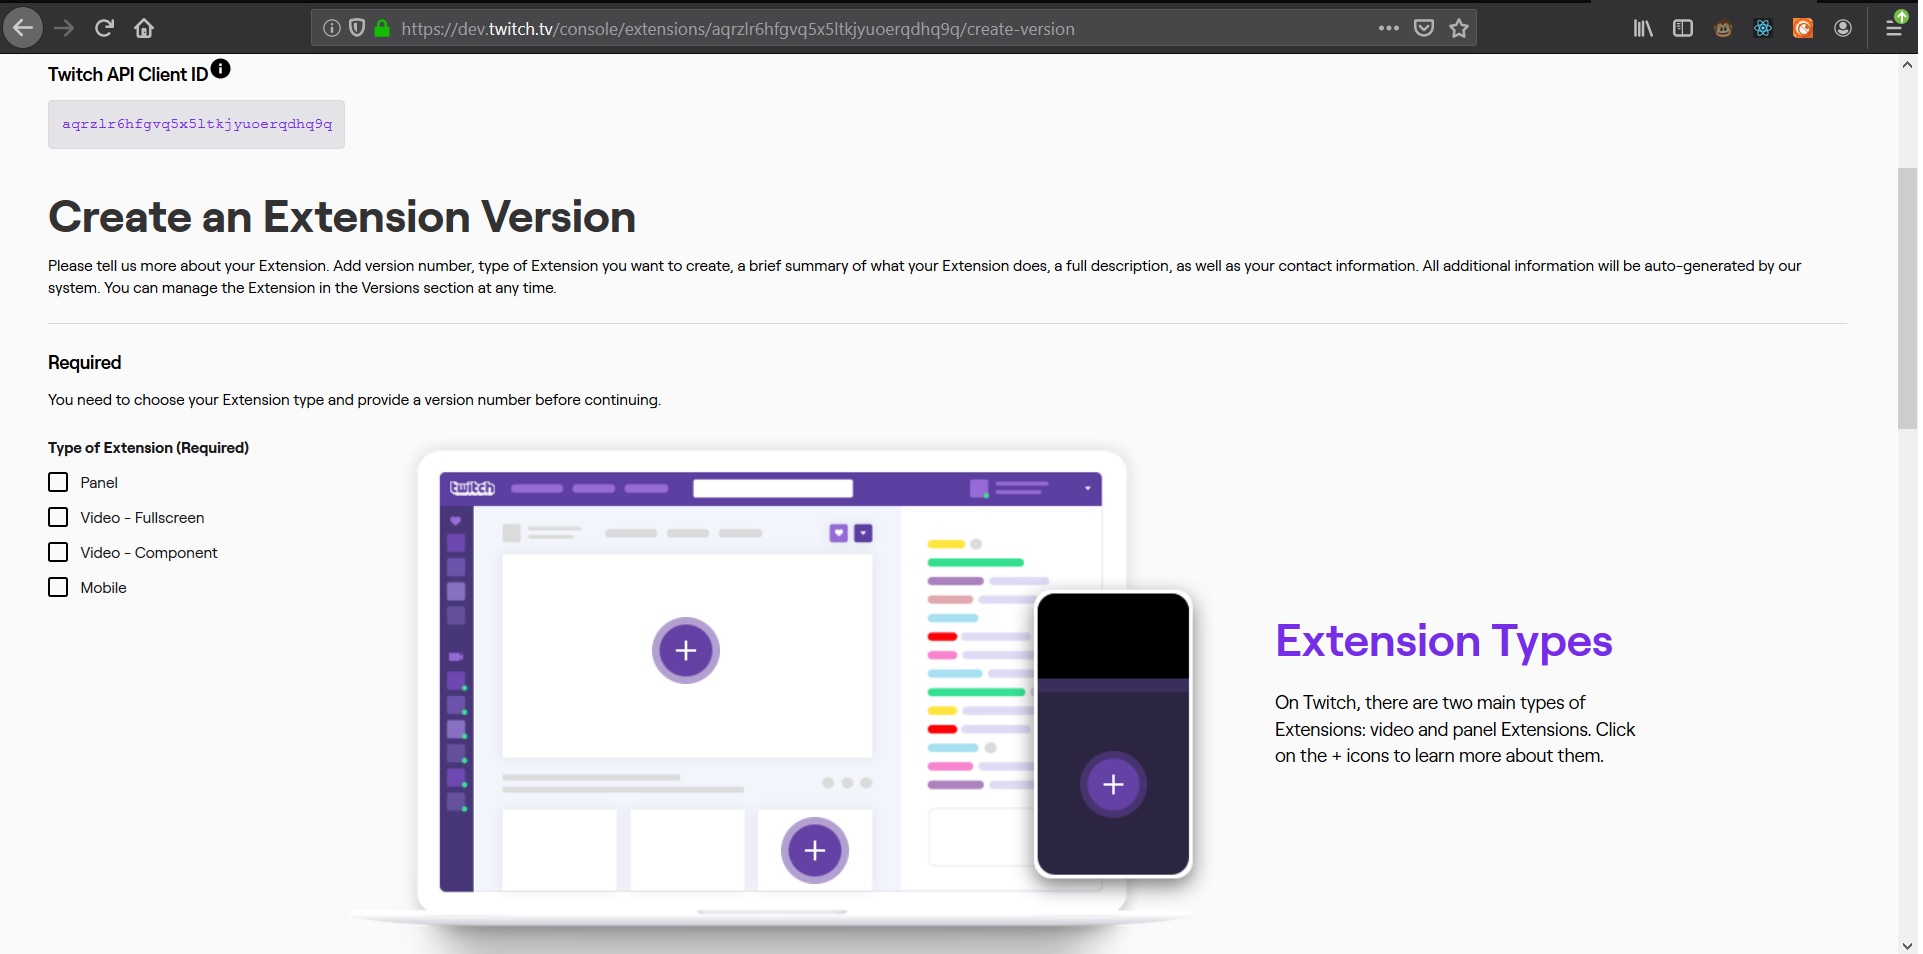 https://dev.twitch.tv/console/extensions/aqrzlr6hfgvq5x5ltkjyuoerqdhq9q/create-version
Twitch API Client ID
aqrzlr6hfgvq5x5ltkjyuoerqdhq9q
Create an Extension Version
Please tell us more about your Extension. Add version number, type of Extension you want to create, a brief summary of what your Extension does, a full description, as well as your contact information. All additional information will be auto-generated by our
system. You can manage the Extension in the Versions section at any time.
Required
You need to choose your Extension type and provide a version number before continuing.
Type of Extension (Required)
Panel
Video - Fullscreen
Video - Component
Mobile
twitch
Extension Types
On Twitch, there are two main types of
Extensions: video and panel Extensions. Click
on the + icons to learn more about them.